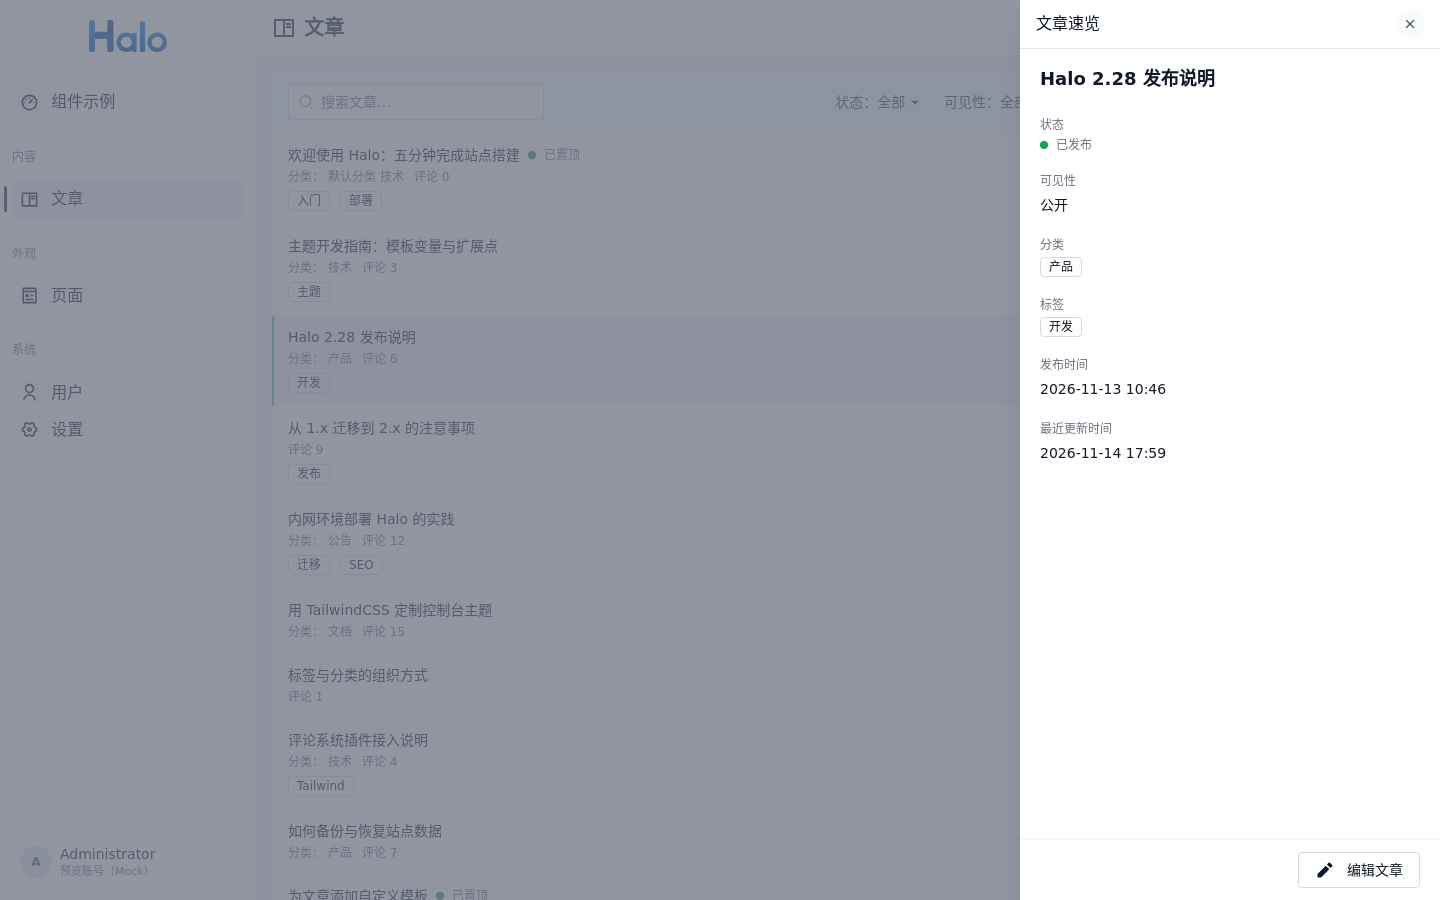 Halo
组件示例
内容
文章
外观
页面
系统
用户
设置
A
Administrator
预览账号（Mock）
文章
搜索文章...
状态：全部
可见性：全部
欢迎使用 Halo：五分钟完成站点搭建 已置顶
分类： 默认分类 技术 评论 0
入门 部署
主题开发指南：模板变量与扩展点
分类： 技术 评论 3
主题
Halo 2.28 发布说明
分类： 产品 评论 6
开发
从 1.x 迁移到 2.x 的注意事项
评论 9
发布
内网环境部署 Halo 的实践
分类： 公告 评论 12
迁移 SEO
用 TailwindCSS 定制控制台主题
分类： 文档 评论 15
标签与分类的组织方式
评论 1
评论系统插件接入说明
分类： 技术 评论 4
Tailwind
如何备份与恢复站点数据
分类： 产品 评论 7
为文章添加自定义模板 已置顶
文章速览
Halo 2.28 发布说明
状态
已发布
可见性
公开
分类
产品
标签
开发
发布时间
2026-11-13 10:46
最近更新时间
2026-11-14 17:59
编辑文章